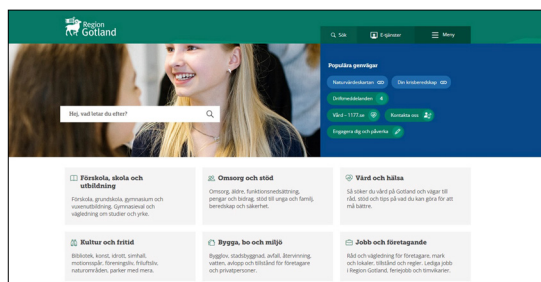 Region
Gotland
Sök
E-tjänster
Meny
Populära genvägar
Naturvårdskartan
Din krisberedskap
Driftmeddelanden 4
Vård – 1177.se
Kontakta oss
Engagera dig och påverka
Hej, vad letar du efter?
Förskola, skola och
utbildning
Förskola, grundskola, gymnasium och
vuxenutbildning. Gymnasieval och
vägledning om studier och yrke.
Omsorg och stöd
Omsorg, äldre, funktionsnedsättning,
pengar och bidrag, stöd till unga och familj,
beredskap och säkerhet.
Vård och hälsa
Så söker du vård på Gotland och vägar till
råd, stöd och tips på vad du kan göra för att
må bättre.
Kultur och fritid
Bibliotek, konst, idrott, simhall,
motionsspår, föreningsliv, friluftsliv,
naturområden, parker med mera.
Bygga, bo och miljö
Bygglov, stadsbyggnad, avfall, återvinning,
vatten, avlopp och tillstånd för företagare
och privatpersoner.
Jobb och företagande
Råd och vägledning för företagare, mark
och lokaler, tillstånd och regler. Lediga jobb
i Region Gotland, feriejobb och timvikarier.